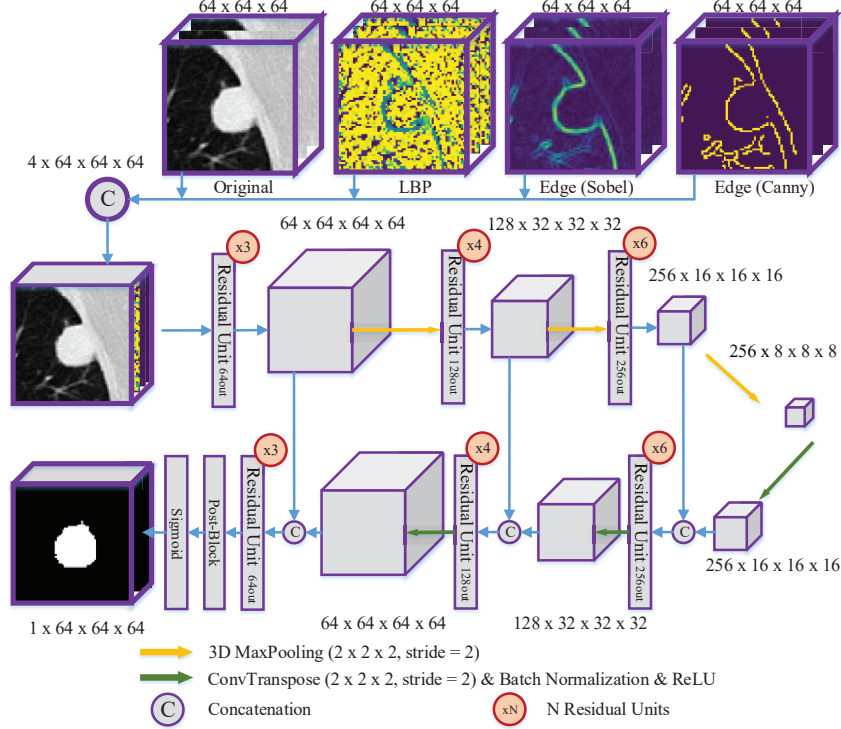 64 x 64 x 64
64 x 64 x 64
64 x 64 x 64
64 x 64 x 64
Original
LBP
Edge (Sobel)
Edge (Canny)
4 x 64 x 64 x 64
C
64 x 64 x 64 x 64
128 x 32 x 32 x 32
x3
x4
x6
Residual Unit 64out
Residual Unit 128out
Residual Unit 256out
256 x 16 x 16 x 16
256 x 8 x 8 x 8
x3
x4
x6
Sigmoid
Post-Block
Residual Unit 64out
C
Residual Unit 128out
C
Residual Unit 256out
C
256 x 16 x 16 x 16
1 x 64 x 64 x 64
64 x 64 x 64 x 64
128 x 32 x 32 x 32
3D MaxPooling (2 x 2 x 2, stride = 2)
ConvTranspose (2 x 2 x 2, stride = 2) & Batch Normalization & ReLU
C Concatenation
xN N Residual Units